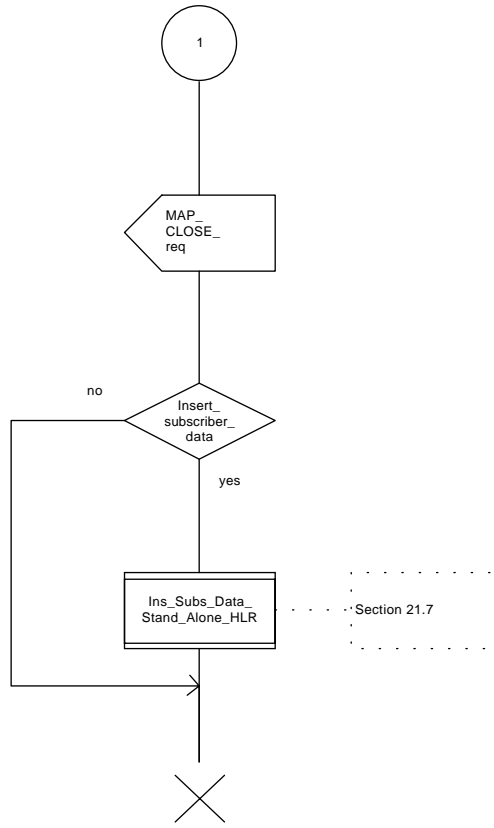 1
MAP_
CLOSE_
req
no
Insert_
subscriber_
data
yes
Ins_Subs_Data_
Stand_Alone_HLR
Section 21.7